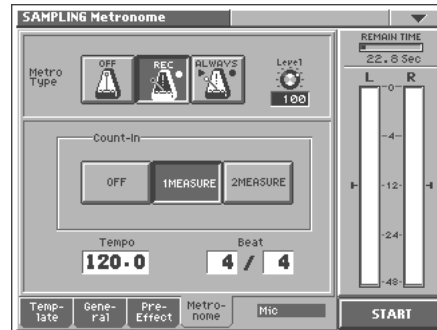 SAMPLING Metronome
REMAIN TIME
22.8 Sec
Metro Type
OFF
REC
ALWAYS
Level
100
L R
0
-4-
-12-
-24-
-48-
Count-In
OFF
1MEASURE
2MEASURE
Tempo
120.0
Beat
4 / 4
Temp-late
Gene-ral
Pre-Effect
Metro-nome
Mic
START